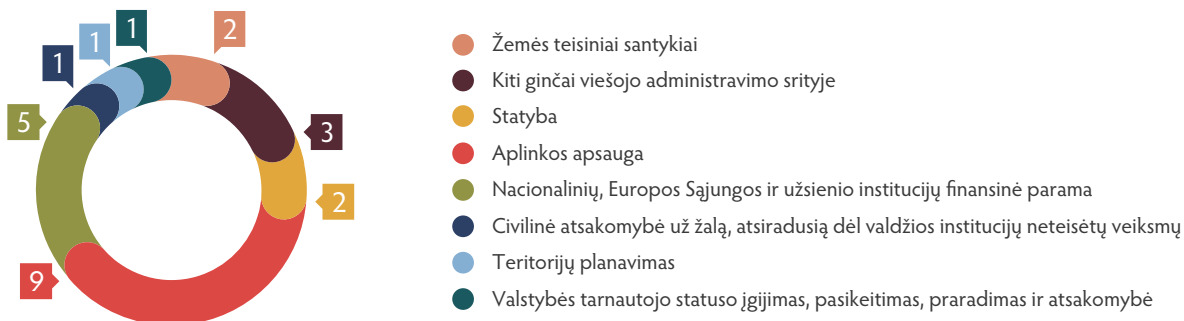 1
2
1
1
5
3
2
9
Žemės teisiniai santykiai
Kiti ginčai viešojo administravimo srityje
Statyba
Aplinkos apsauga
Nacionalinių, Europos Sąjungos ir užsienio institucijų finansinė parama
Civilinė atsakomybė už žalą, atsiradusią dėl valdžios institucijų neteisėtų veiksmų
Teritorijų planavimas
Valstybės tarnautojo statuso įgijimas, pasikeitimas, praradimas ir atsakomybė